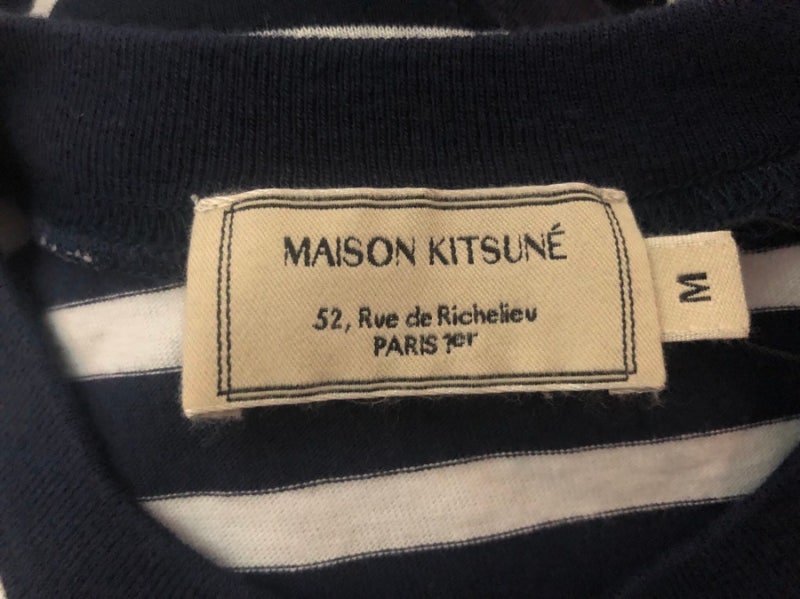 MAISON KITSUNÉ
52, Rue de Richelieu
PARIS 1er
M